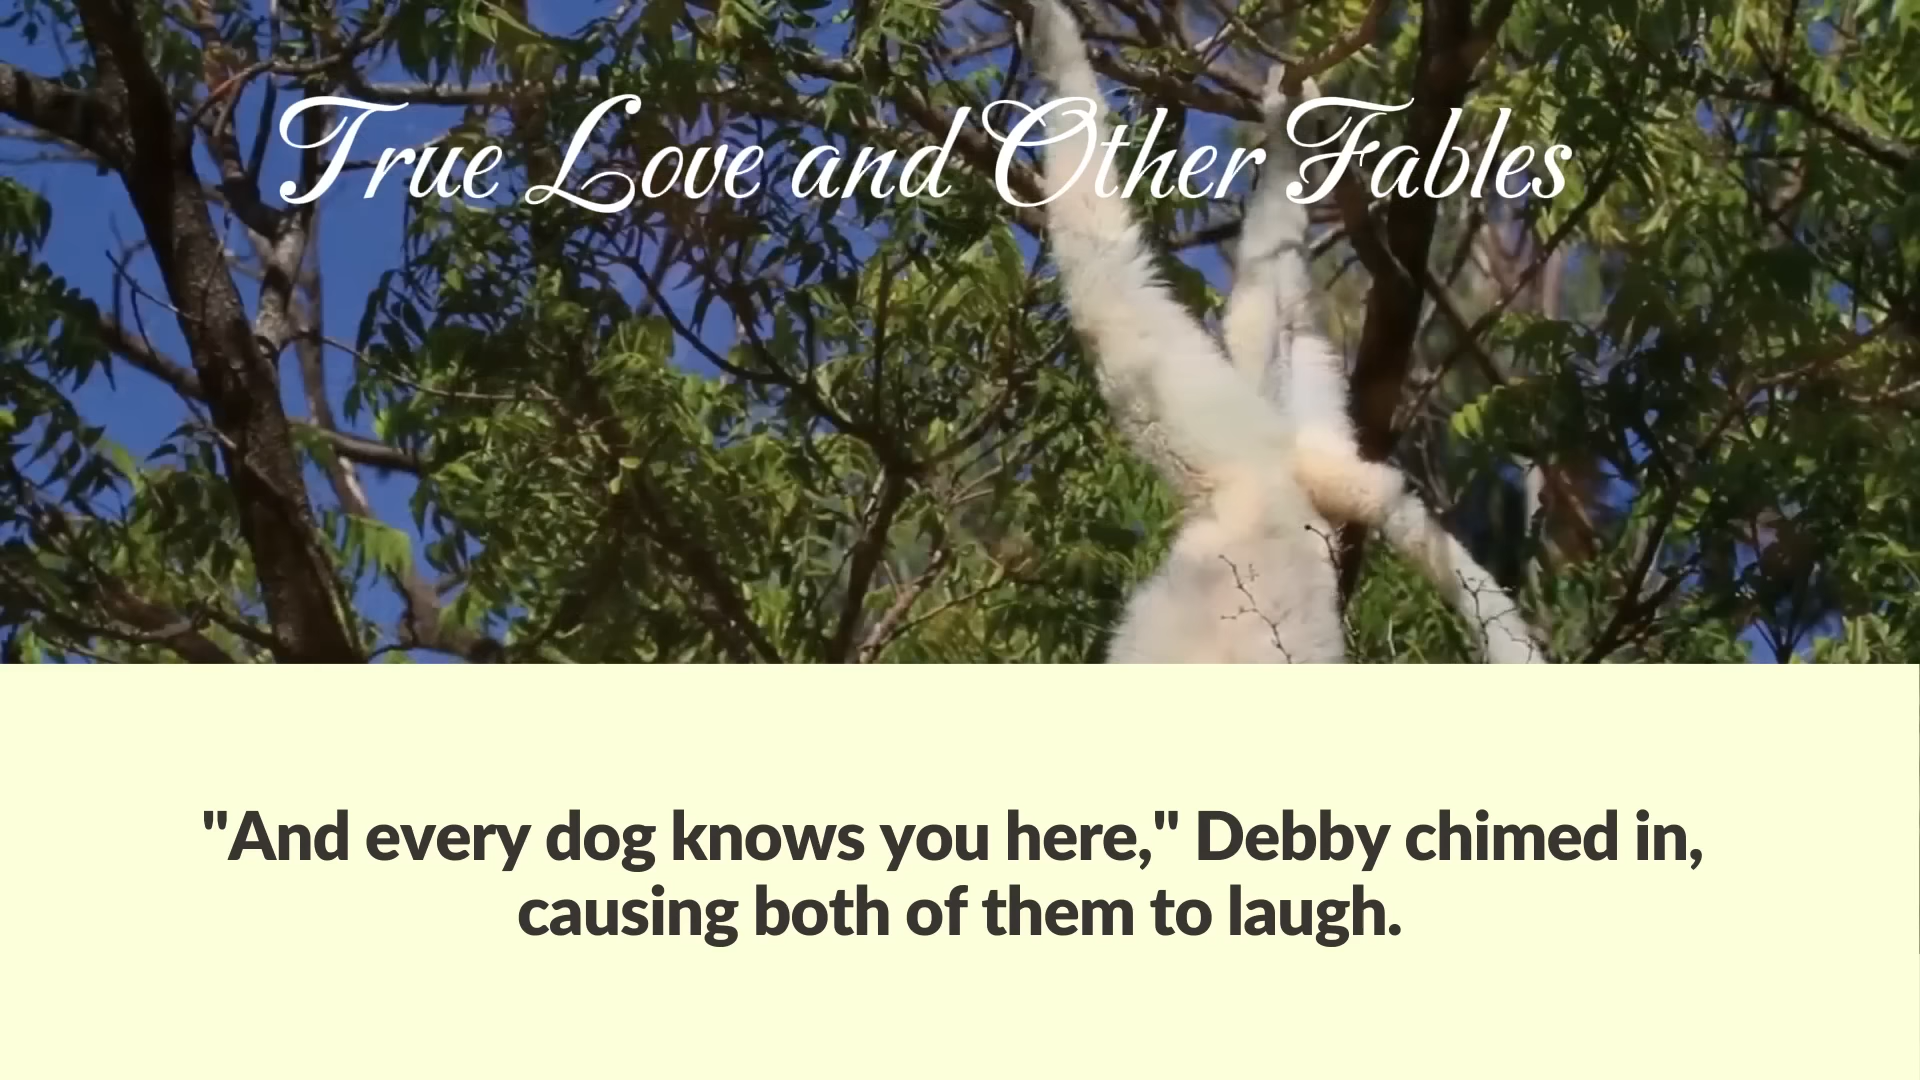 True Love and Other Fables
"And every dog knows you here," Debby chimed in,
causing both of them to laugh.